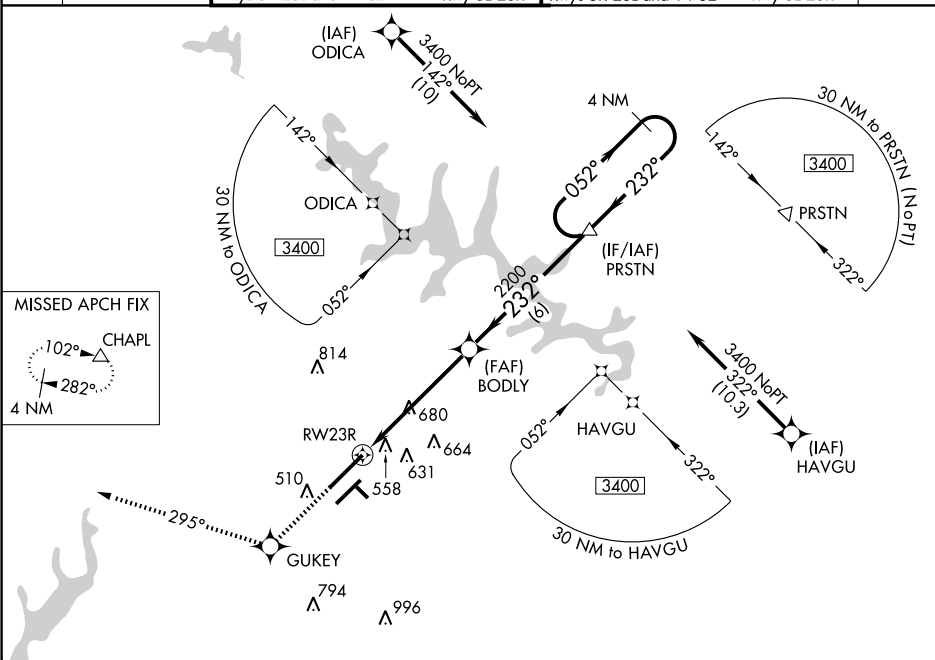 (IAF)
ODICA
3400 NoPT
142°
(10)
4 NM
052°
232°
30 NM to PRSTN (NoPT)
142°
3400
PRSTN
322°
142°
ODICA
3400
052°
30 NM to ODICA
(IF/IAF)
PRSTN
2200
232°
(6)
MISSED APCH FIX
CHAPL
102°
282°
4 NM
814
(FAF)
BODLY
3400 NoPT
322°
(10.3)
(IAF)
HAVGU
680
RW23R
664
631
558
510
052°
HAVGU
322°
3400
30 NM to HAVGU
295°
GUKEY
794
996